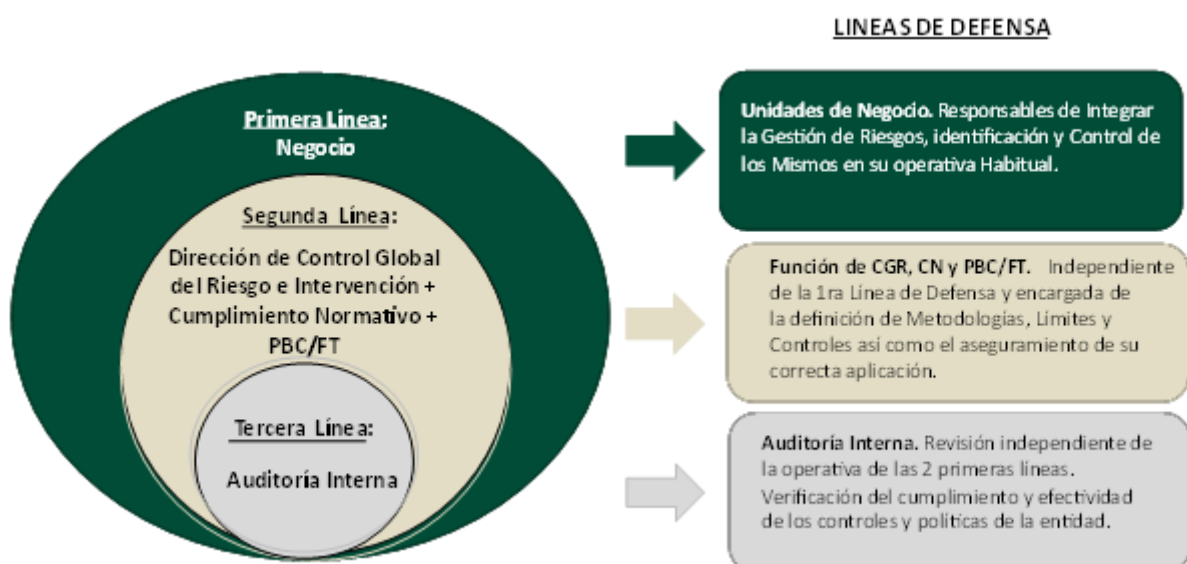 LINEAS DE DEFENSA
Primera Línea:
Negocio
Segunda Línea:
Dirección de Control Global
del Riesgo e Intervención +
Cumplimiento Normativo +
PBC/FT
Tercera Línea:
Auditoría Interna
Unidades de Negocio. Responsables de Integrar
la Gestión de Riesgos, identificación y Control de
los Mismos en su operativa Habitual.
Función de CGR, CN y PBC/FT. Independiente
de la 1ra Línea de Defensa y encargada de
la definición de Metodologías, Límites y
Controles así como el aseguramiento de su
correcta aplicación.
Auditoría Interna. Revisión independiente de
la operativa de las 2 primeras líneas.
Verificación del cumplimiento y efectividad
de los controles y políticas de la entidad.